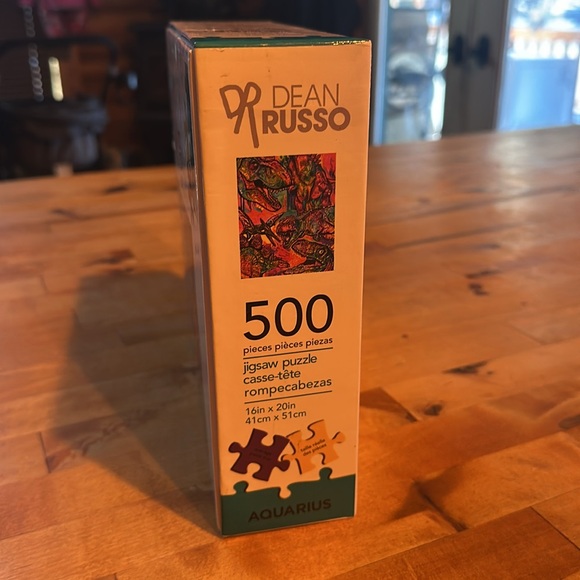 DR DEAN
RUSSO
500
pieces pièces piezas
jigsaw puzzle
casse-tête
rompecabezas
16in x 20in
41cm x 51cm
AQUARIUS